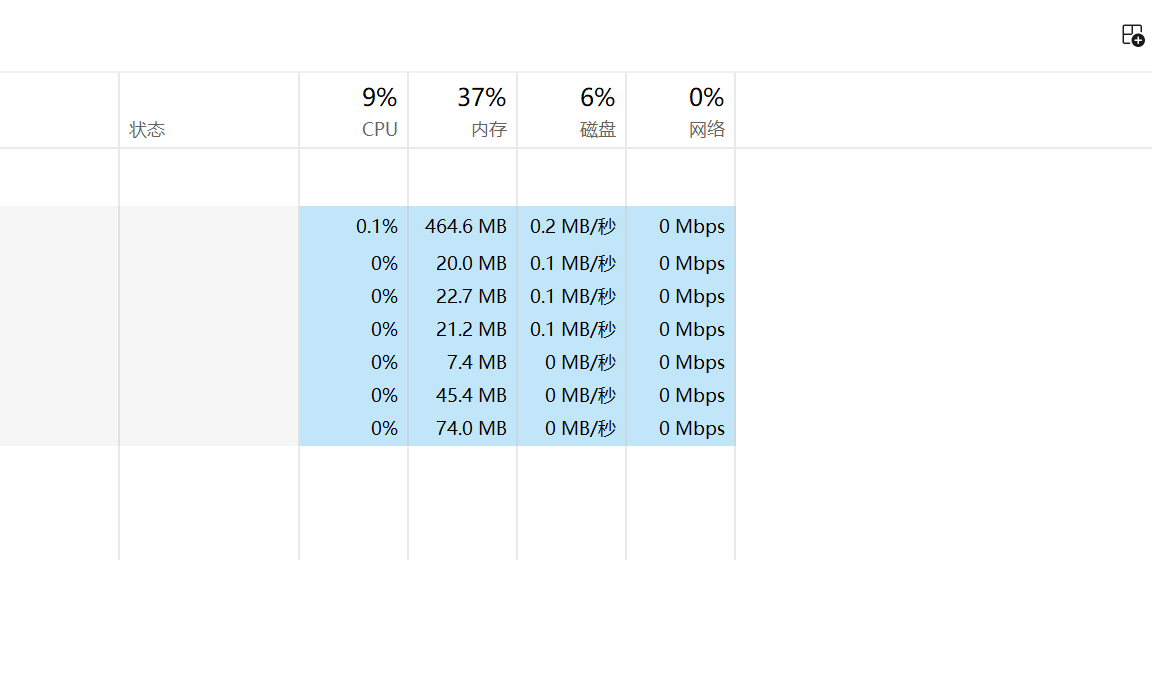 9% 37% 6% 0%
状态 CPU 内存 磁盘 网络
0.1% 464.6 MB 0.2 MB/秒 0 Mbps
0% 20.0 MB 0.1 MB/秒 0 Mbps
0% 22.7 MB 0.1 MB/秒 0 Mbps
0% 21.2 MB 0.1 MB/秒 0 Mbps
0% 7.4 MB 0 MB/秒 0 Mbps
0% 45.4 MB 0 MB/秒 0 Mbps
0% 74.0 MB 0 MB/秒 0 Mbps